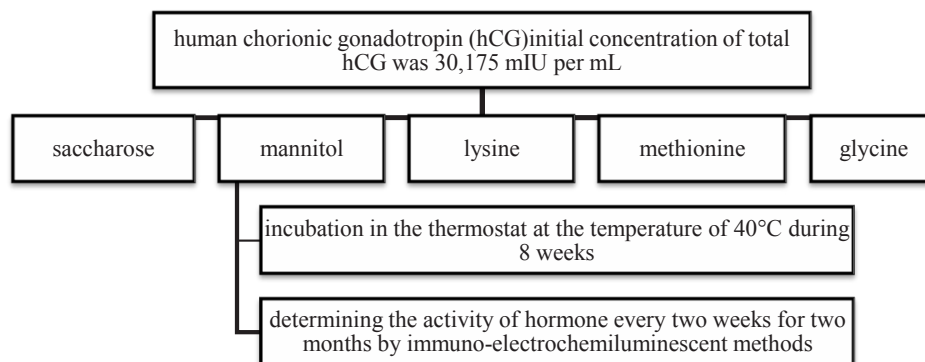 human chorionic gonadotropin (hCG)initial concentration of total
hCG was 30,175 mIU per mL
saccharose
mannitol
lysine
methionine
glycine
incubation in the thermostat at the temperature of 40°C during
8 weeks
determining the activity of hormone every two weeks for two
months by immuno-electrochemiluminescent methods